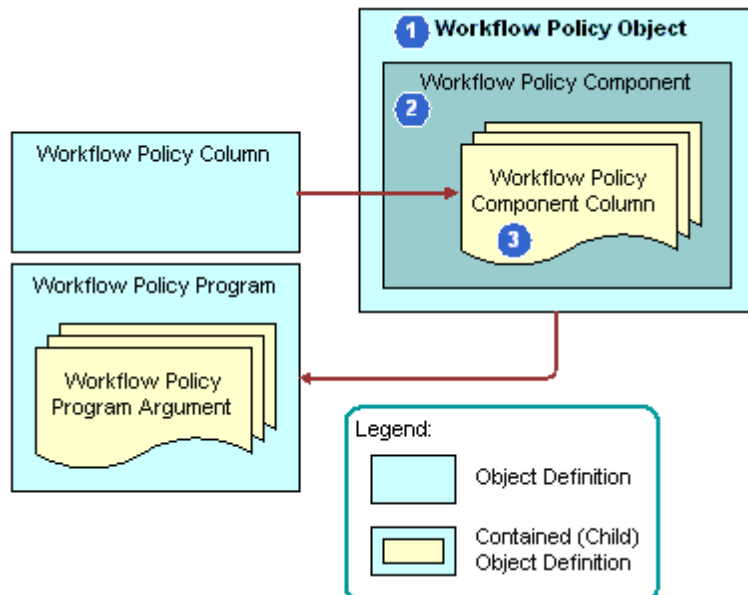 1 Workflow Policy Object
Workflow Policy Component
2
Workflow Policy
Component Column
3
Workflow Policy Column
Workflow Policy Program
Workflow Policy
Program Argument
Legend:
Object Definition
Contained (Child)
Object Definition